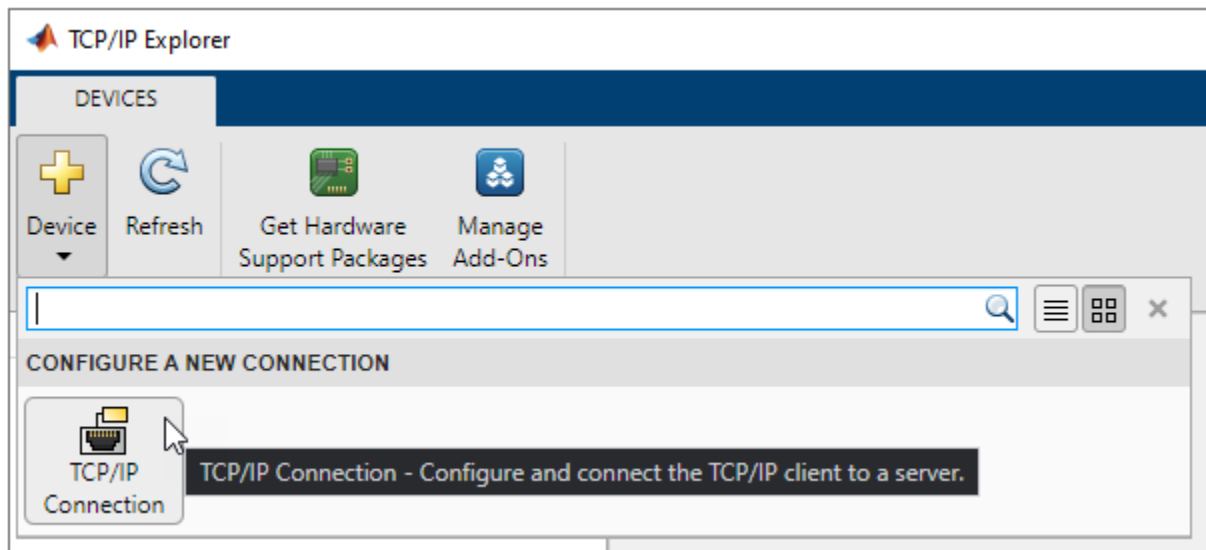 TCP/IP Explorer
DEVICES
Device
Refresh
Get Hardware
Support Packages
Manage
Add-Ons
CONFIGURE A NEW CONNECTION
TCP/IP
Connection
TCP/IP Connection - Configure and connect the TCP/IP client to a server.